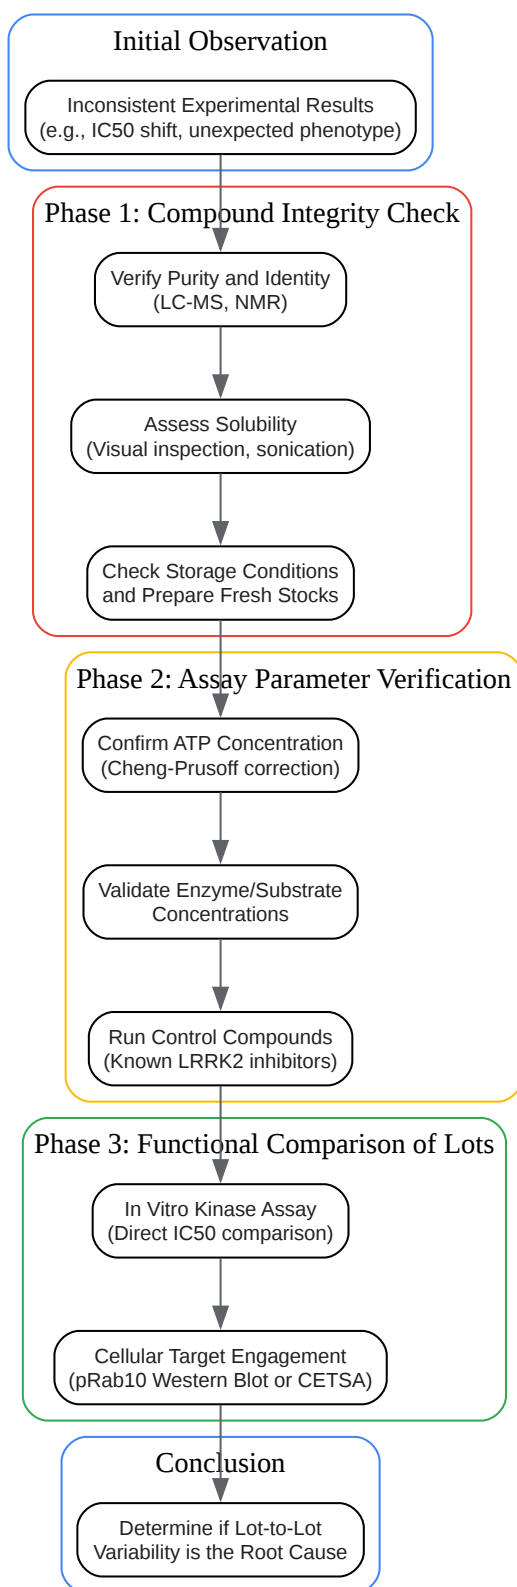 Initial Observation
Inconsistent Experimental Results
(e.g., IC50 shift, unexpected phenotype)
Phase 1: Compound Integrity Check
Verify Purity and Identity
(LC-MS, NMR)
Assess Solubility
(Visual inspection, sonication)
Check Storage Conditions
and Prepare Fresh Stocks
Phase 2: Assay Parameter Verification
Confirm ATP Concentration
(Cheng-Prusoff correction)
Validate Enzyme/Substrate
Concentrations
Run Control Compounds
(Known LRRK2 inhibitors)
Phase 3: Functional Comparison of Lots
In Vitro Kinase Assay
(Direct IC50 comparison)
Cellular Target Engagement
(pRab10 Western Blot or CETSA)
Conclusion
Determine if Lot-to-Lot
Variability is the Root Cause